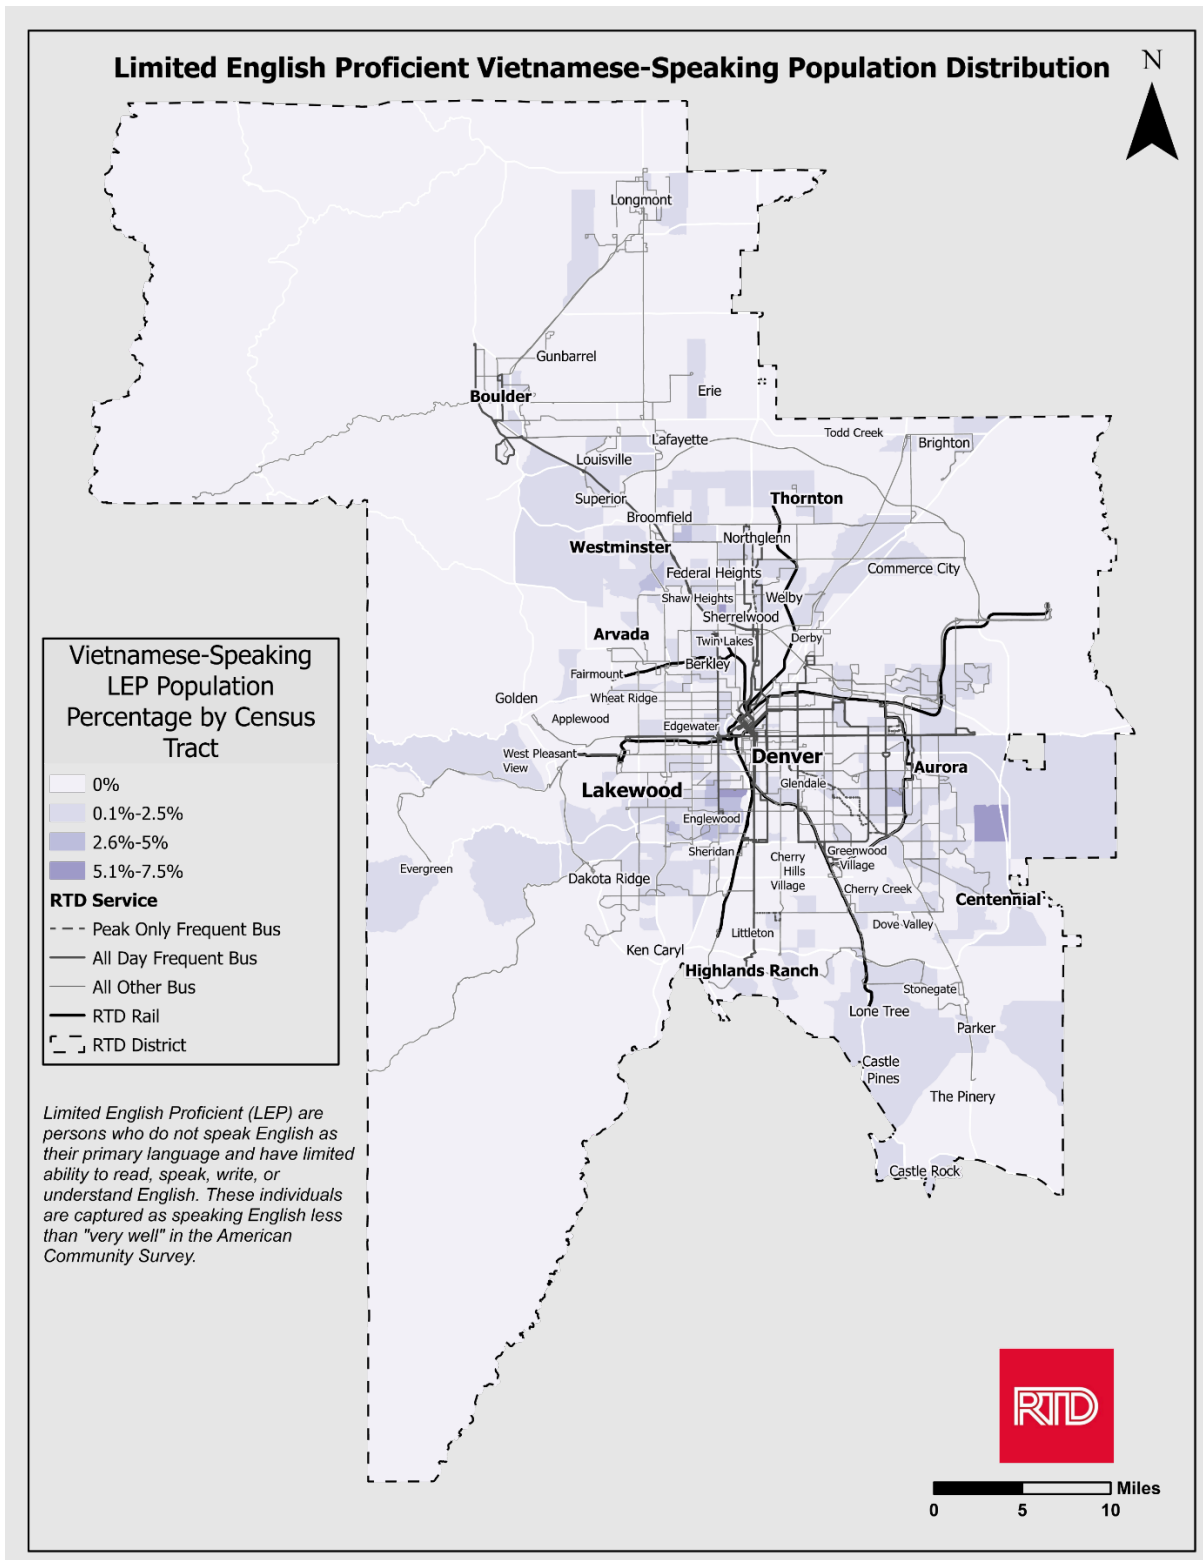 Limited English Proficient Vietnamese-Speaking Population Distribution
N
Longmont
Gunbarrel
Boulder
Erie
Todd Creek
Brighton
Lafayette
Louisville
Superior
Thornton
Broomfield
Northglenn
Westminster
Federal Heights
Commerce City
Shaw Heights
Welby
Sherrelwood
Arvada
Twin Lakes
Derby
Berkley
Fairmount
Golden
Wheat Ridge
Applewood
Edgewater
West Pleasant
View
Denver
Aurora
Lakewood
Glendale
Englewood
Sheridan
Greenwood
Village
Cherry
Hills
Village
Evergreen
Dakota Ridge
Cherry Creek
Centennial
Dove Valley
Littleton
Ken Caryl
Highlands Ranch
Stonegate
Lone Tree
Parker
Castle
Pines
The Pinery
Castle Rock
Vietnamese-Speaking
LEP Population
Percentage by Census
Tract
0%
0.1%-2.5%
2.6%-5%
5.1%-7.5%
RTD Service
Peak Only Frequent Bus
All Day Frequent Bus
All Other Bus
RTD Rail
RTD District
Limited English Proficient (LEP) are
persons who do not speak English as
their primary language and have limited
ability to read, speak, write, or
understand English. These individuals
are captured as speaking English less
than "very well" in the American
Community Survey.
RTD
Miles
0 5 10